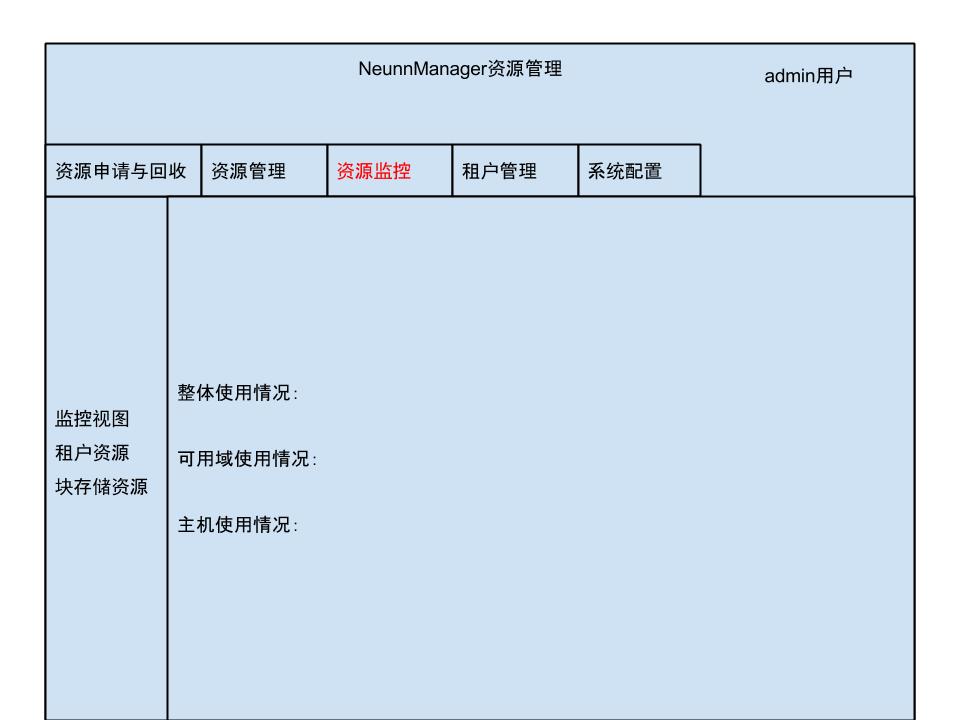 NeunnManager资源管理
admin用户
资源申请与回收
资源管理
资源监控
租户管理
系统配置
监控视图
租户资源
块存储资源
整体使用情况:
可用域使用情况:
主机使用情况: